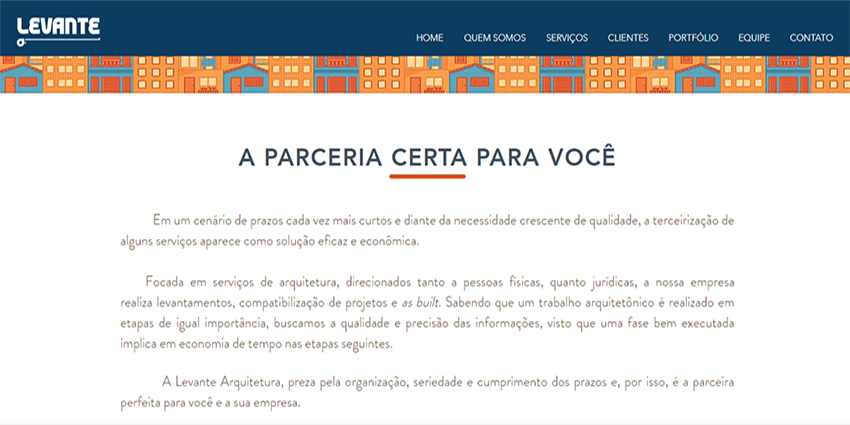 LEVANTE
HOME QUEM SOMOS SERVIÇOS CLIENTES PORTFÓLIO EQUIPE CONTATO
A PARCERIA CERTA PARA VOCÊ
Em um cenário de prazos cada vez mais curtos e diante da necessidade crescente de qualidade, a terceirização de
alguns serviços aparece como solução eficaz e econômica.
Focada em serviços de arquitetura, direcionados tanto a pessoas físicas, quanto jurídicas, a nossa empresa
realiza levantamentos, compatibilização de projetos e as built. Sabendo que um trabalho arquitetônico é realizado em
etapas de igual importância, buscamos a qualidade e precisão das informações, visto que uma fase bem executada
implica em economia de tempo nas etapas seguintes.
A Levante Arquitetura, preza pela organização, seriedade e cumprimento dos prazos e, por isso, é a parceira
perfeita para você e a sua empresa.